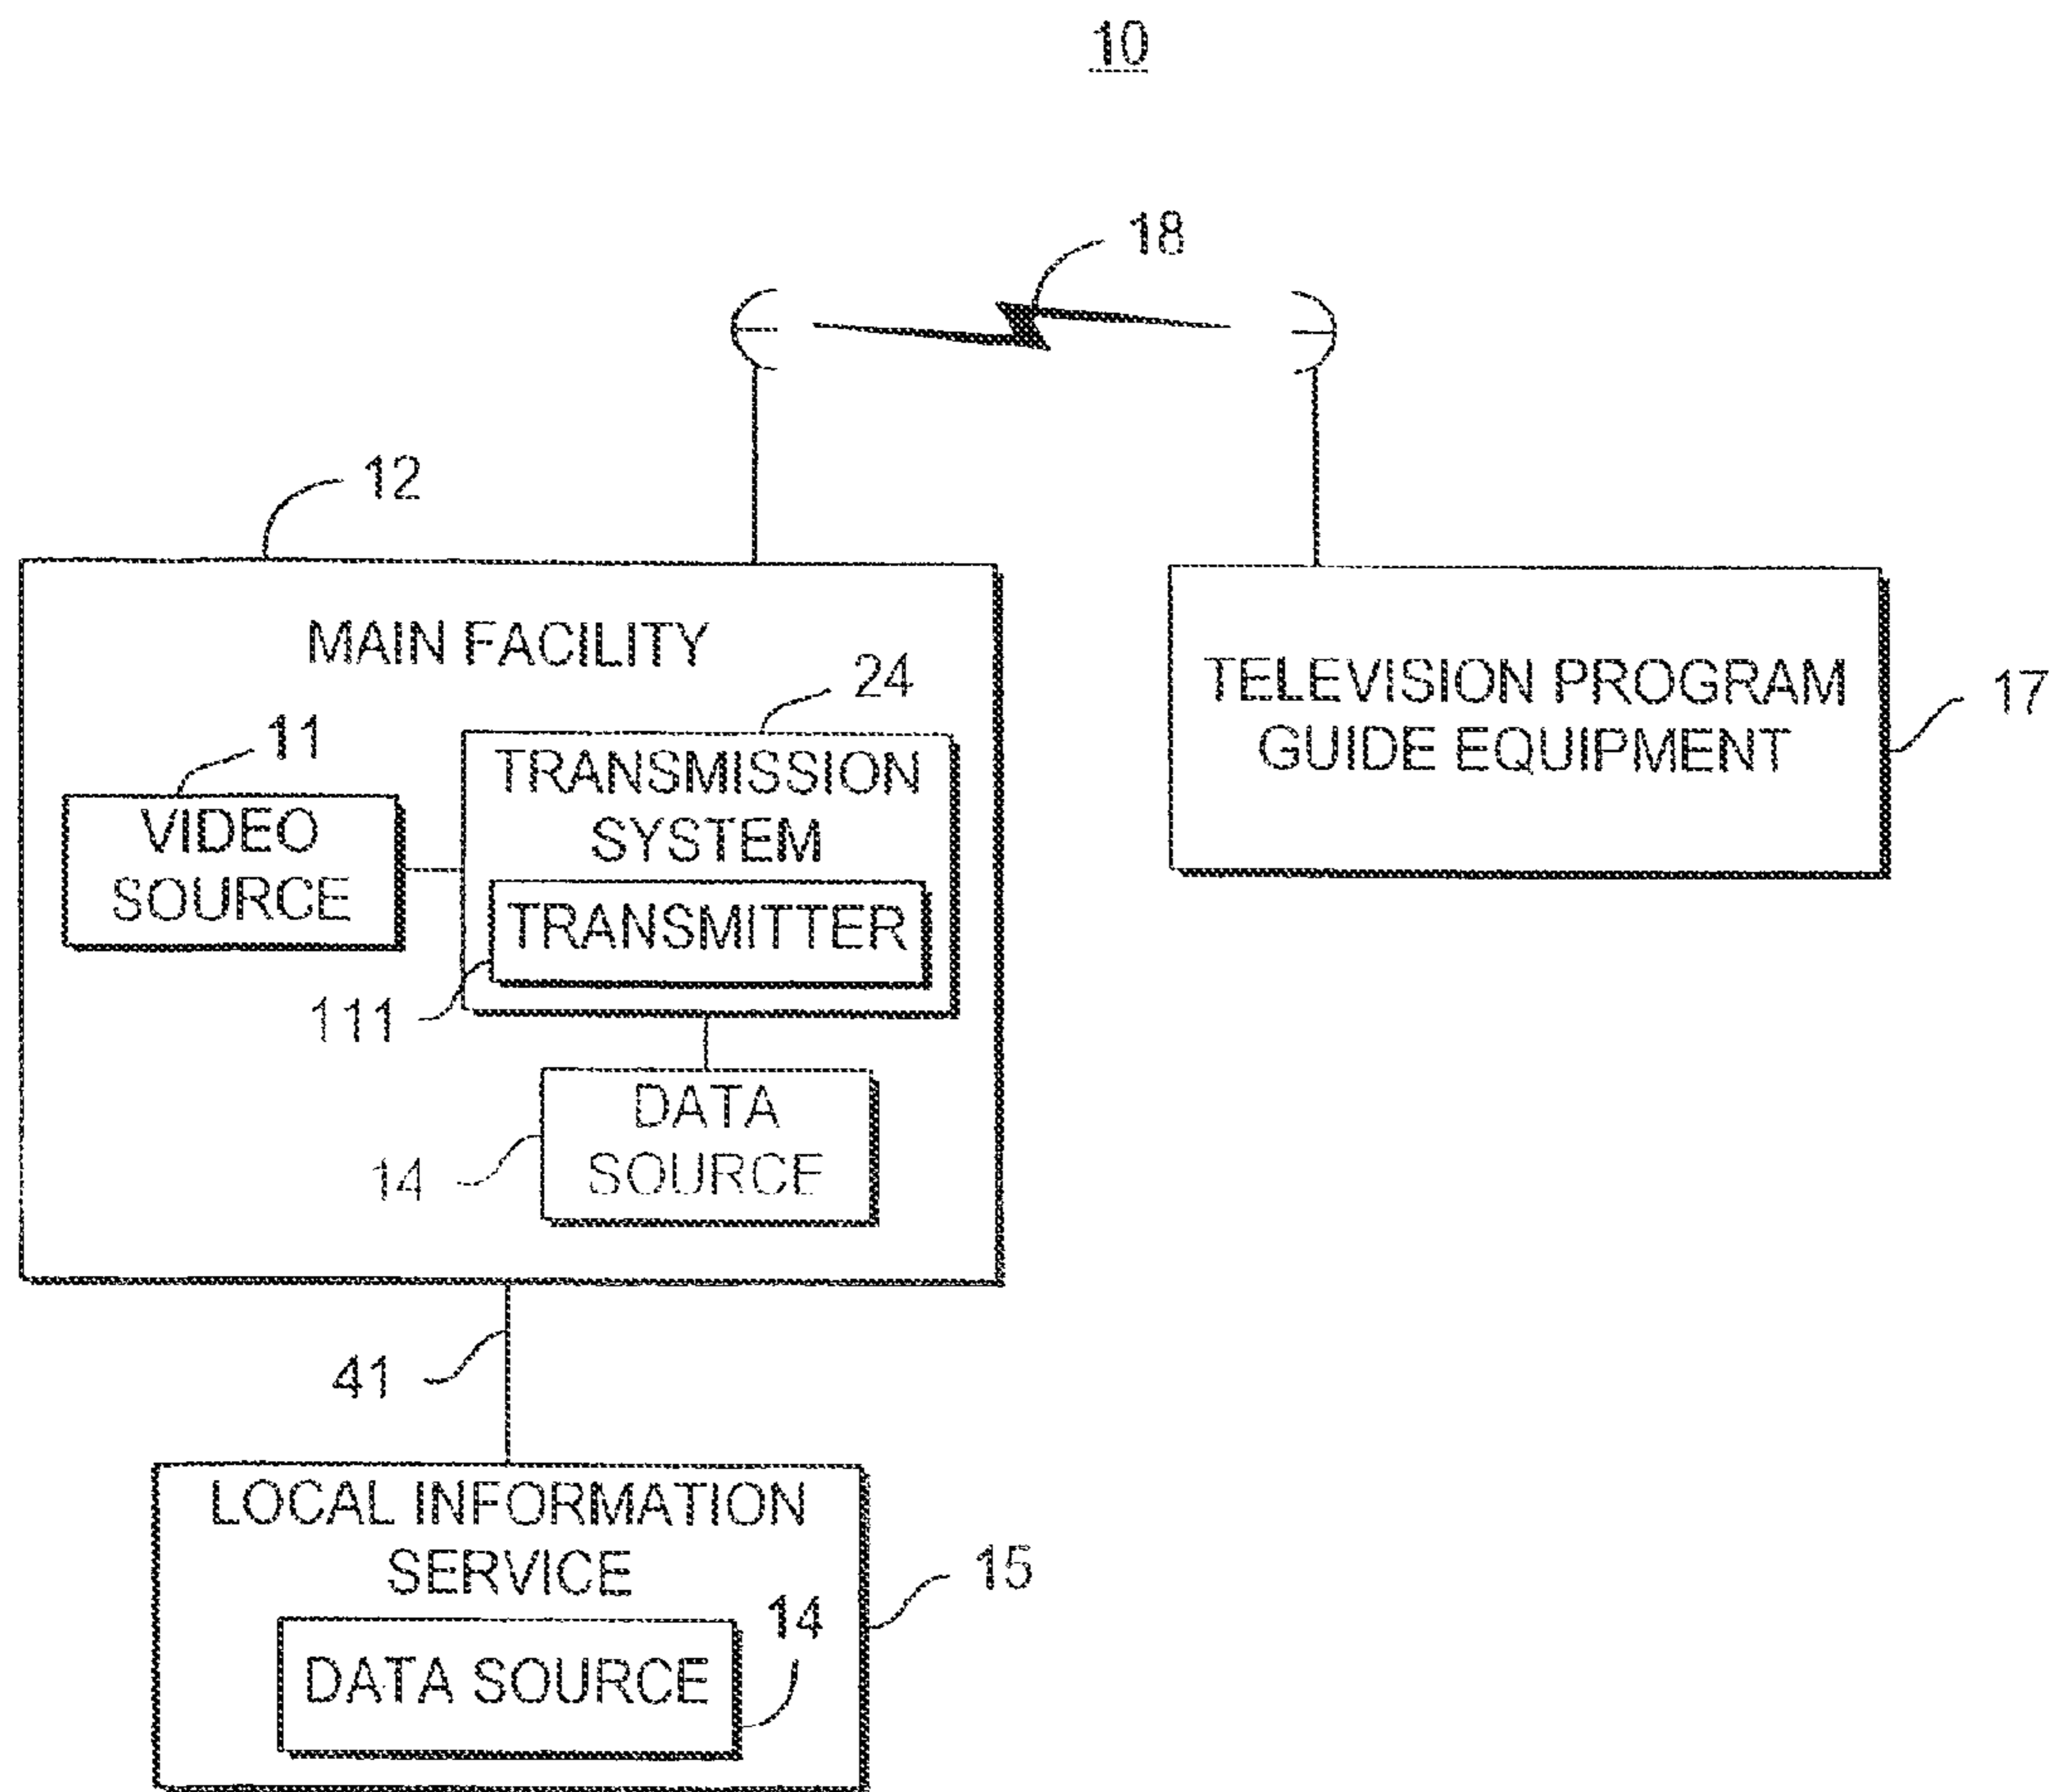 10
18
12
MAIN FACILITY
24
11
TRANSMISSION
SYSTEM
VIDEO
SOURCE
TRANSMITTER
111
DATA
SOURCE
14
TELEVISION PROGRAM
GUIDE EQUIPMENT
17
41
LOCAL INFORMATION
SERVICE
15
14
DATA SOURCE